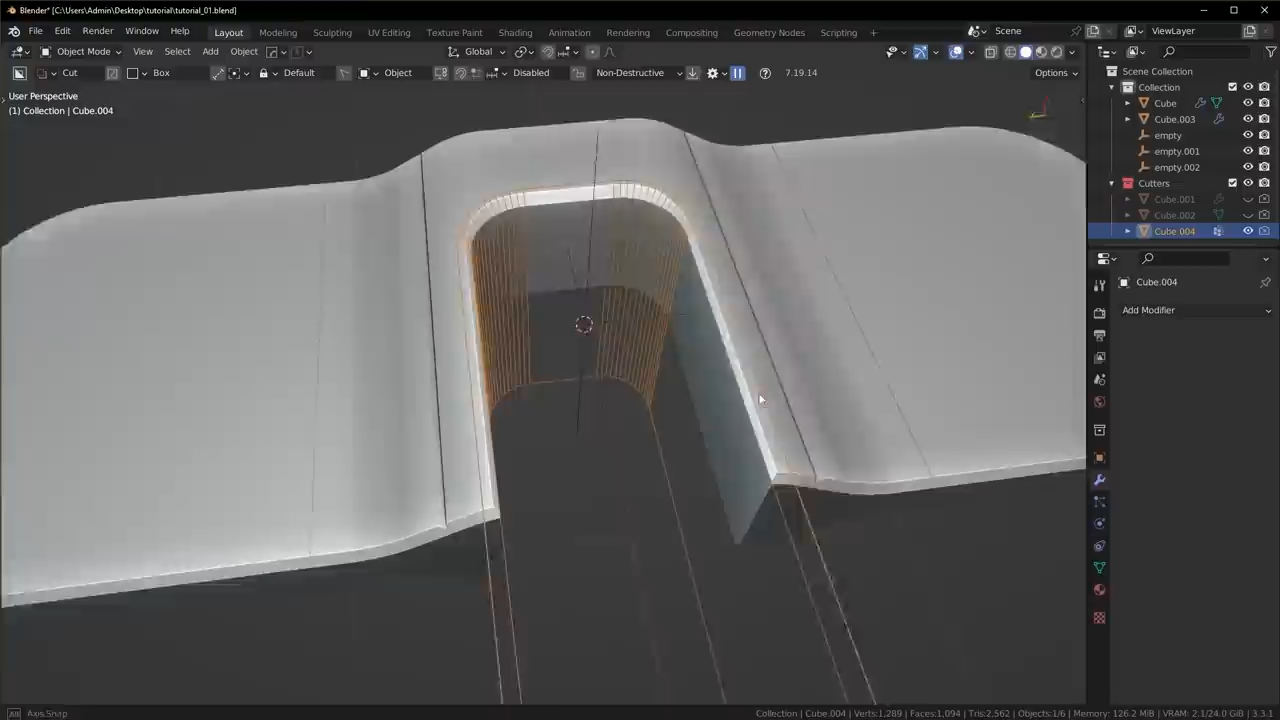 Blender* [C:\Users\Admin\Desktop\tutorial\tutorial_01.blend]
File Edit Render Window Help Layout Modeling Sculpting UV Editing Texture Paint Shading Animation Rendering Compositing Geometry Nodes Scripting Scene ViewLayer
Object Mode View Select Add Object Global
Cut Box Default Object Disabled Non-Destructive 7.19.14 Options
User Perspective
(1) Collection | Cube.004
Scene Collection
Collection
Cube
Cube.003
empty
empty.001
empty.002
Cutters
Cube.001
Cube.002
Cube.004
Cube.004
Add Modifier
Axis Snap
Collection | Cube.004 | Verts:1,289 | Faces:1,094 | Tris:2,562 | Objects:1/6 | Memory: 126.2 MiB | VRAM: 2.1/24.0 GiB | 3.3.1